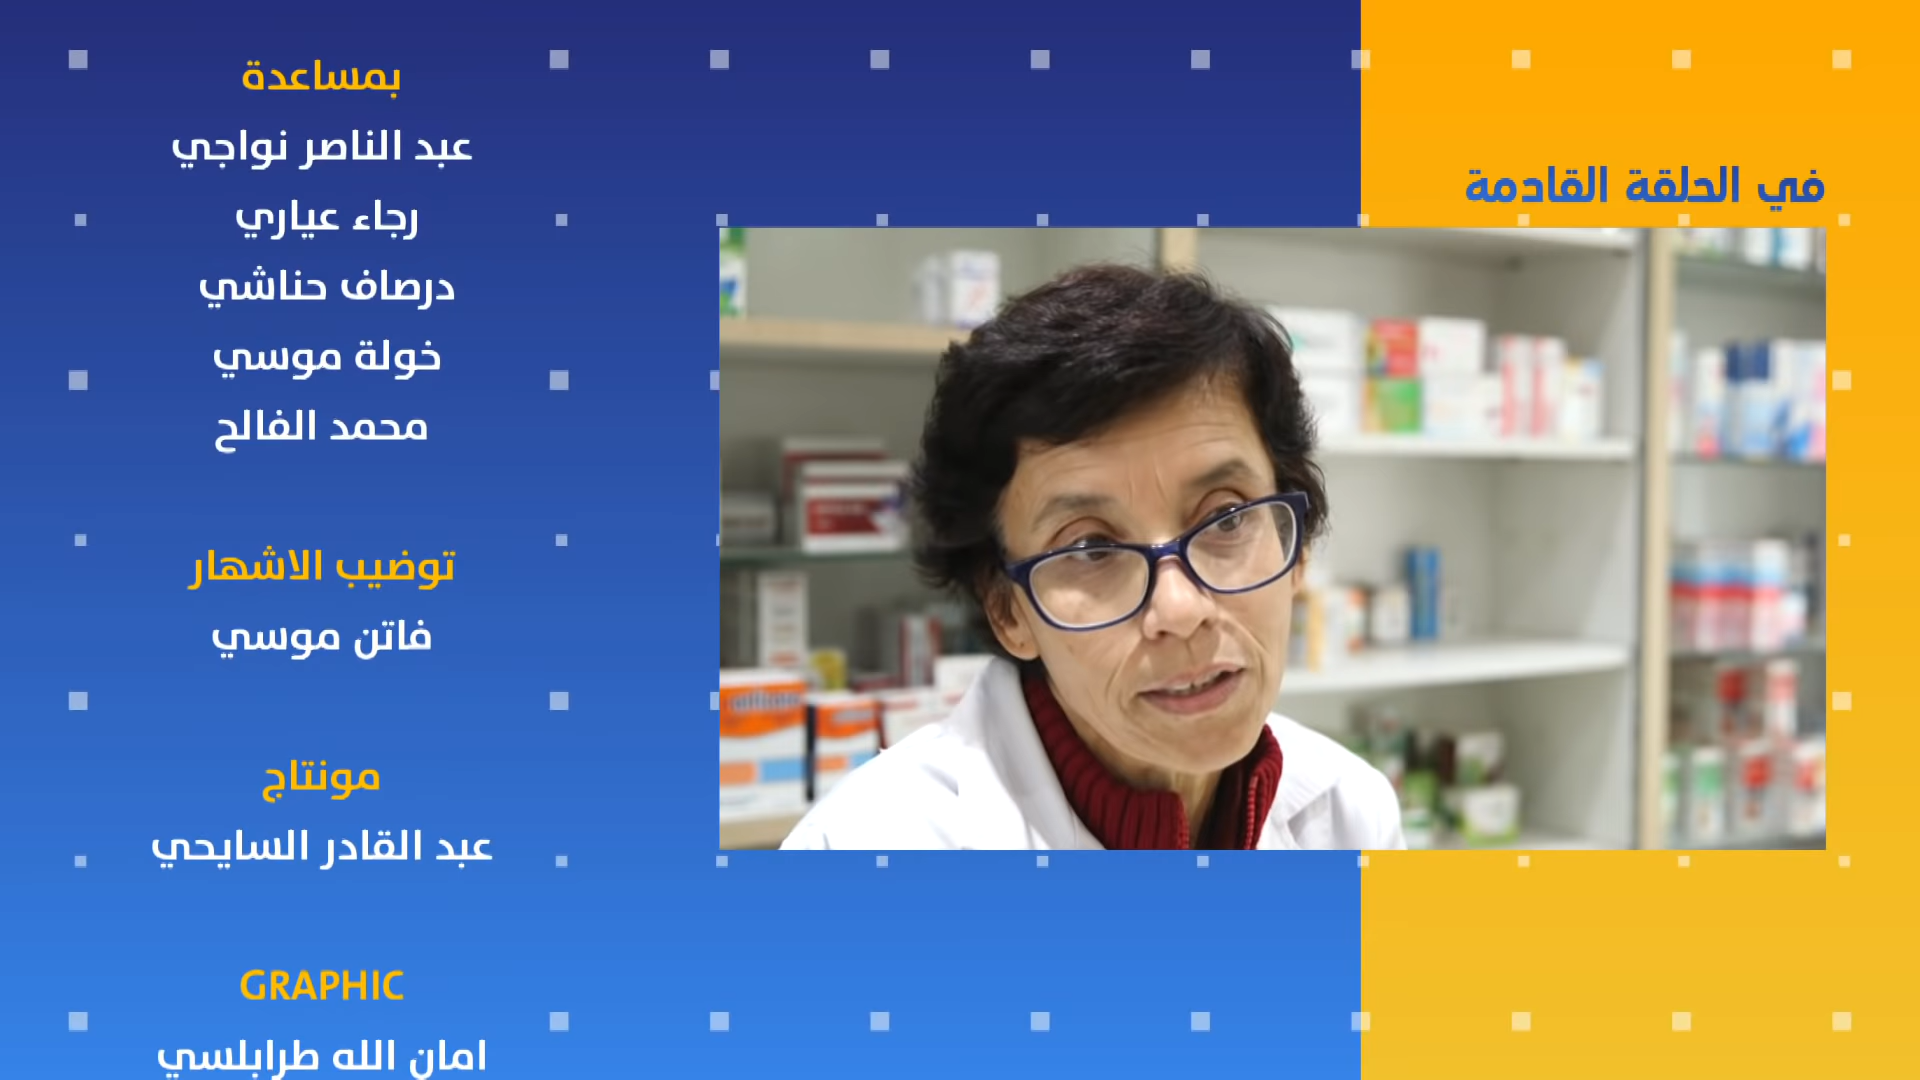 في الحلقة القادمة
بمساعدة
عبد الناصر نواجي
رجاء عياري
درصاف حناشي
خولة موسي
محمد الفالح
توضيب الاشهار
فاتن موسي
مونتاج
عبد القادر السايحي
GRAPHIC
امان الله طرابلسي